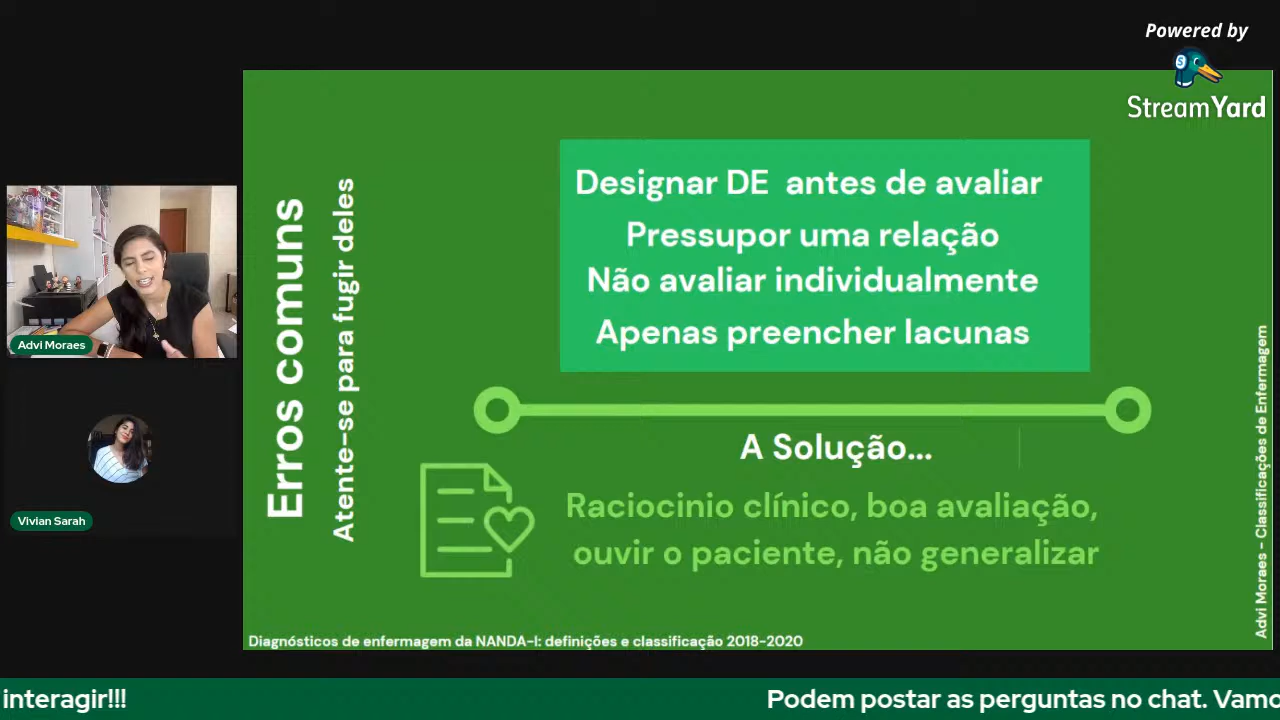 Powered by
StreamYard
Erros comuns
Atente-se para fugir deles
Designar DE antes de avaliar
Pressupor uma relação
Não avaliar individualmente
Apenas preencher lacunas
A Solução...
Raciocinio clínico, boa avaliação,
ouvir o paciente, não generalizar
Advi Moraes - Classificações de Enfermagem
Diagnósticos de enfermagem da NANDA-I: definições e classificação 2018-2020
Advi Moraes
Vivian Sarah
interagir!!! Podem postar as perguntas no chat. Vamo